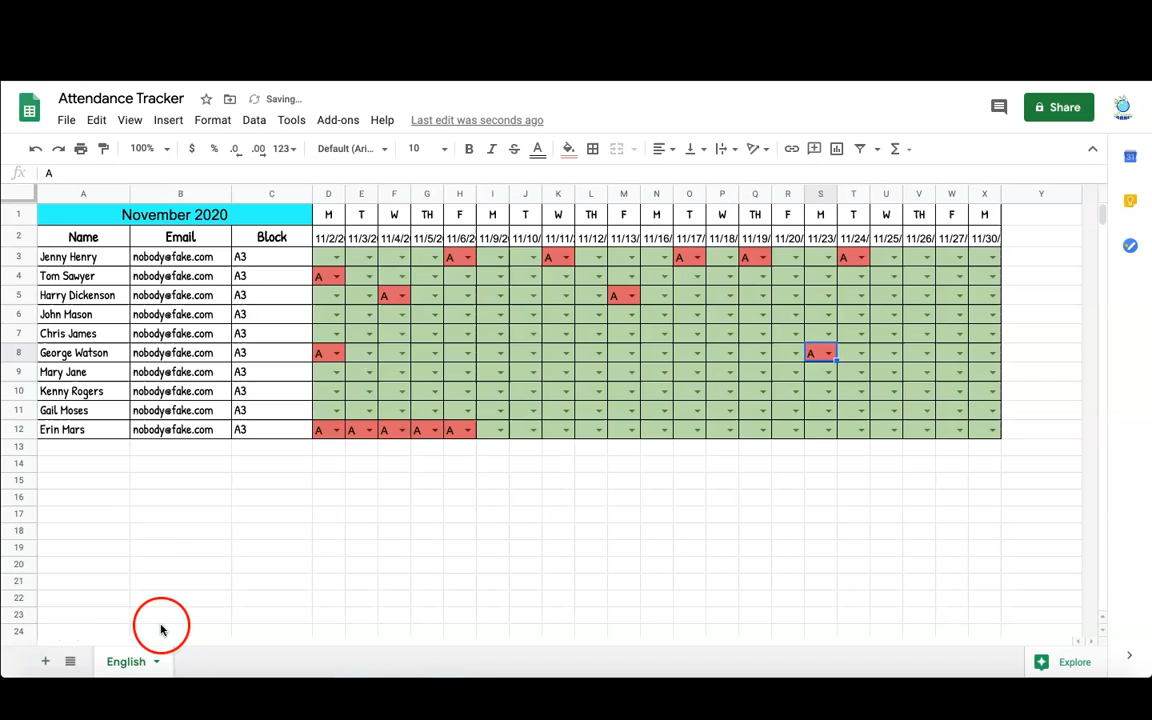 Attendance Tracker Saving…
File Edit View Insert Format Data Tools Add-ons Help Last edit was seconds ago
Share
100% $ % .0 .00 123 Default (Ari... 10 B I S A
fx A
A B C D E F G H I J K L M N O P Q R S T U V W X Y
1 November 2020 M T W TH F M T W TH F M T W TH F M T W TH F M
2 Name Email Block 11/2/2 11/3/2 11/4/2 11/5/2 11/6/2 11/9/2 11/10/ 11/11/ 11/12/ 11/13/ 11/16/ 11/17/ 11/18/ 11/19/ 11/20/ 11/23/ 11/24/ 11/25/ 11/26/ 11/27/ 11/30/
3 Jenny Henry nobody@fake.com A3 A A A A A
4 Tom Sawyer nobody@fake.com A3 A
5 Harry Dickenson nobody@fake.com A3 A A
6 John Mason nobody@fake.com A3
7 Chris James nobody@fake.com A3
8 George Watson nobody@fake.com A3 A A
9 Mary Jane nobody@fake.com A3
10 Kenny Rogers nobody@fake.com A3
11 Gail Moses nobody@fake.com A3
12 Erin Mars nobody@fake.com A3 A A A A A
13
14
15
16
17
18
19
20
21
22
23
24
English Explore